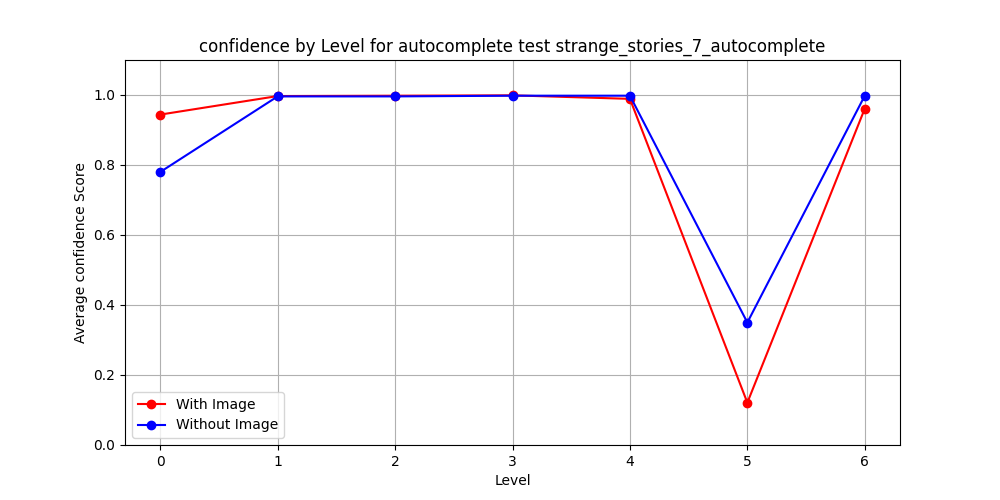 confidence by Level for autocomplete test strange_stories_7_autocomplete
Average confidence Score
1.0
0.8
0.6
0.4
0.2
0.0
With Image
Without Image
0 1 2 3 4 5 6
Level